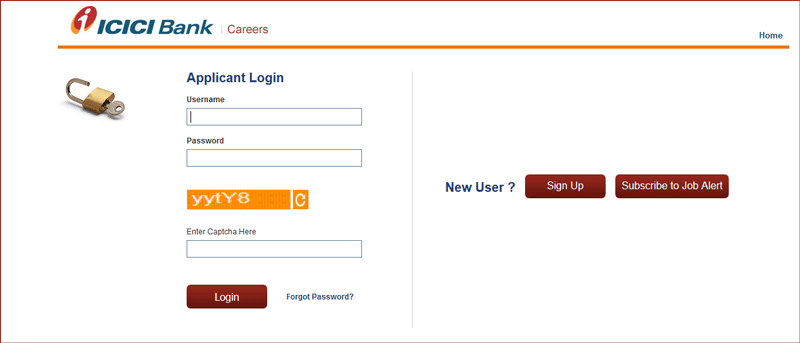 i ICICI Bank | Careers
Home
Applicant Login
Username
Password
yytY8 C
Enter Captcha Here
Login Forgot Password?
New User ? Sign Up Subscribe to Job Alert